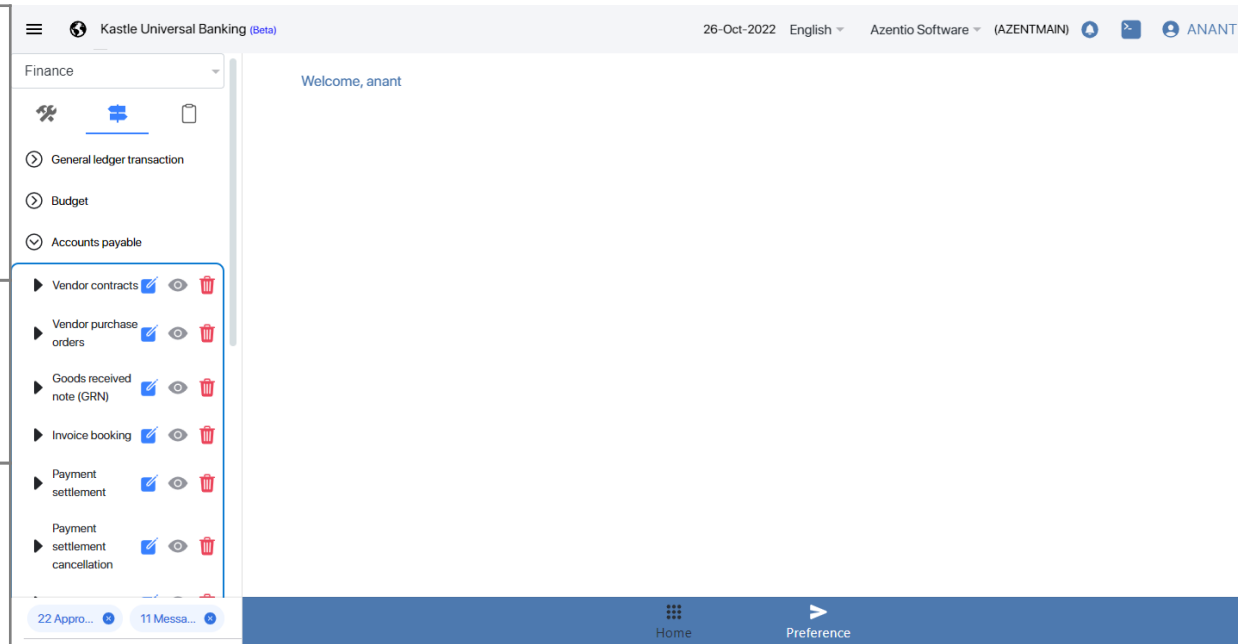 Kastle Universal Banking (Beta)
26-Oct-2022 English Azentio Software (AZENTMAIN) ANANT
Finance
Welcome, anant
General ledger transaction
Budget
Accounts payable
Vendor contracts
Vendor purchase
orders
Goods received
note (GRN)
Invoice booking
Payment
settlement
Payment
settlement
cancellation
22 Appro... 11 Messa...
Home Preference